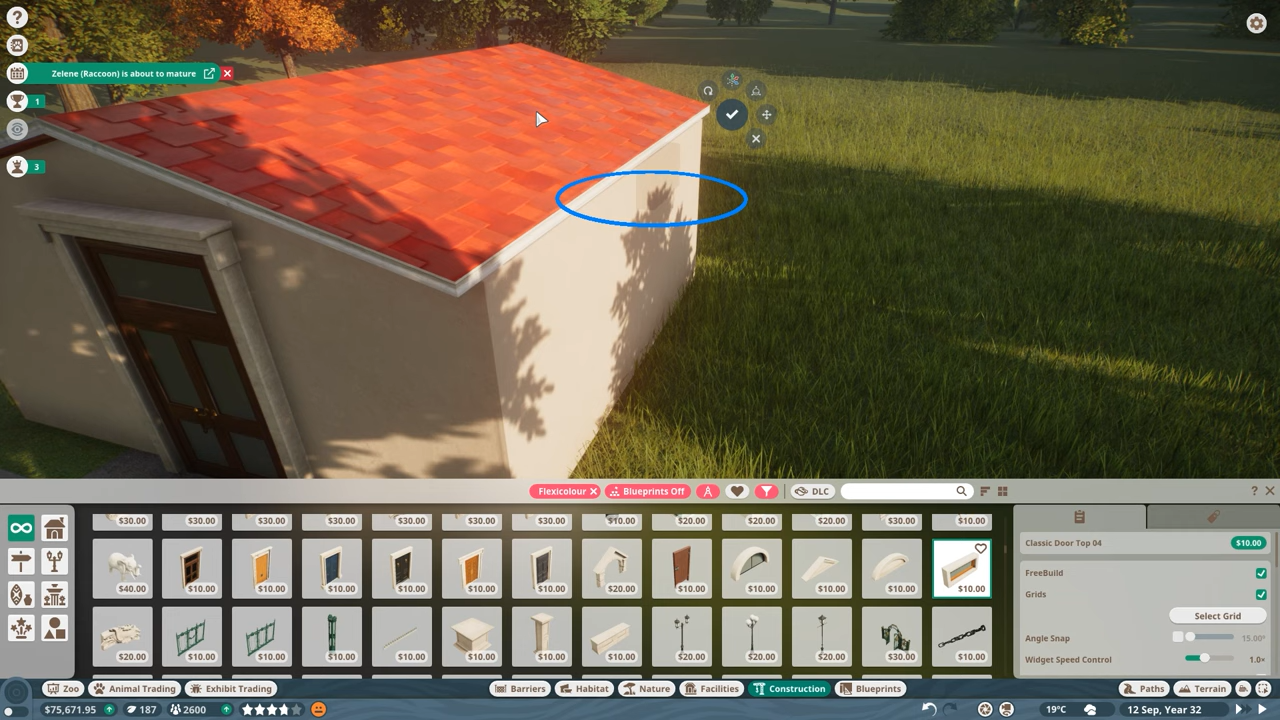 ?
Zelene (Raccoon) is about to mature
1
3
Flexicolour
Blueprints Off
DLC
?
$30.00 $30.00 $30.00 $30.00 $30.00 $30.00 $30.00 $10.00 $20.00 $20.00 $20.00 $20.00 $10.00
$40.00 $10.00 $10.00 $10.00 $10.00 $10.00 $10.00 $20.00 $10.00 $10.00 $10.00 $10.00 $10.00
$20.00 $10.00 $10.00 $10.00 $10.00 $10.00 $10.00 $10.00 $20.00 $20.00 $20.00 $30.00 $10.00
Classic Door Top 04 $10.00
FreeBuild
Grids
Select Grid
Angle Snap 15.00°
Widget Speed Control 1.0×
Zoo Animal Trading Exhibit Trading Barriers Habitat Nature Facilities Construction Blueprints Paths Terrain
$75,671.95 187 2600 19°C 12 Sep, Year 32